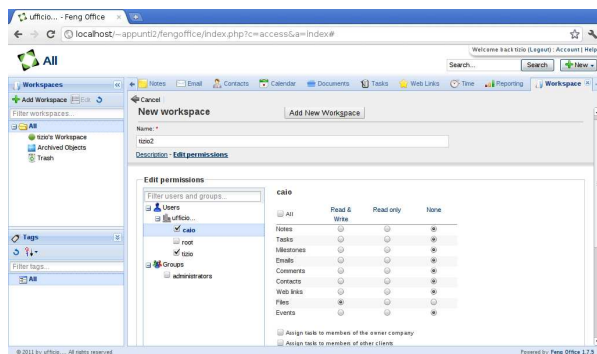 ufficio... - Feng Office
localhost/~appunti2/fengoffice/index.php?c=access&a=index#
Welcome back tizio (Logout) : Account | Help
All
Search...
Search
New
Workspaces
Notes
Email
Contacts
Calendar
Documents
Tasks
Web Links
Time
Reporting
Workspace
Add Workspace
Edit
Filter workspaces...
All
tizio's Workspace
Archived Objects
Trash
Tags
Filter tags...
All
Cancel
New workspace
Add New Workspace
Name: *
tizio2
Description - Edit permissions
Edit permissions
Filter users and groups...
Users
ufficio...
caio
root
tizio
Groups
administrators
caio
All
Read & Write
Read only
None
Notes
Tasks
Milestones
Emails
Comments
Contacts
Web links
Files
Events
Assign tasks to members of the owner company
Assign tasks to members of other clients
© 2011 by ufficio.... All rights reserved
Powered by Feng Office 1.7.5